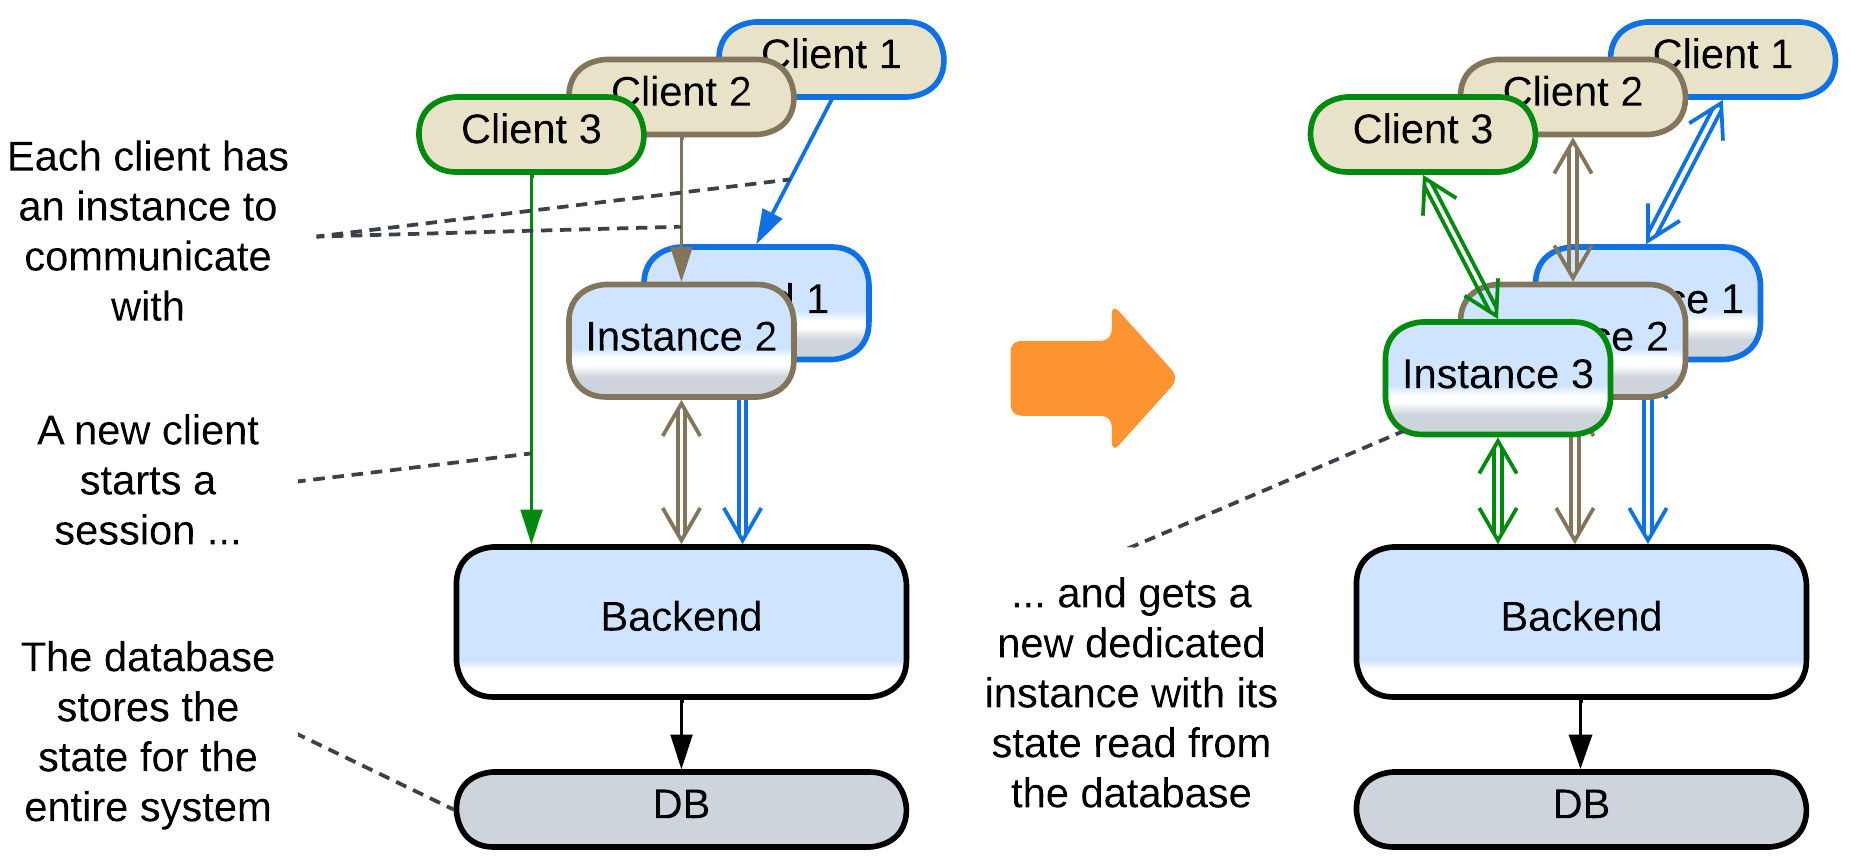 Client 1
Client 2
Client 3
Each client has
an instance to
communicate
with
1
Instance 2
A new client
starts a
session ...
Backend
The database
stores the
state for the
entire system
DB
Client 1
Client 2
Client 3
ce 1
ce 2
Instance 3
... and gets a
new dedicated
instance with its
state read from
the database
Backend
DB